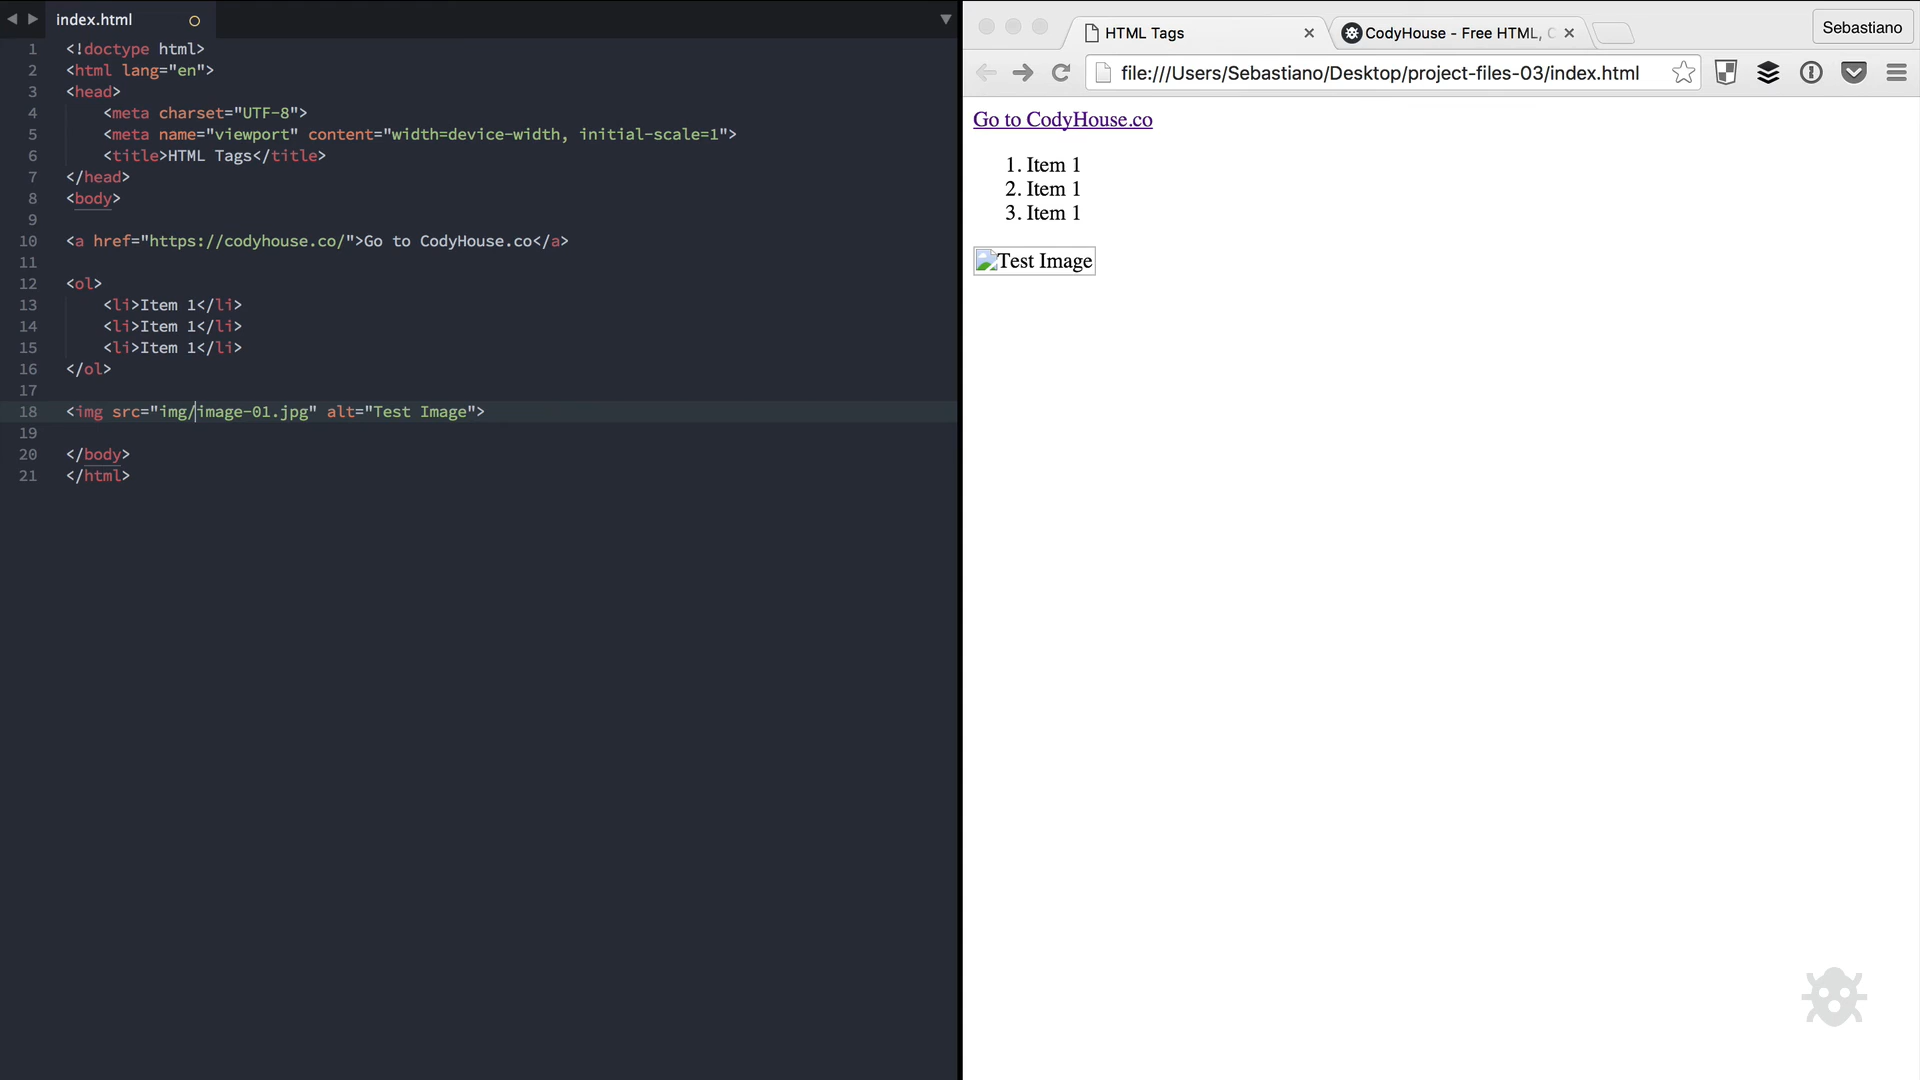 index.html
1 <!doctype html>
2 <html lang="en">
3 <head>
4 <meta charset="UTF-8">
5 <meta name="viewport" content="width=device-width, initial-scale=1">
6 <title>HTML Tags</title>
7 </head>
8 <body>
9
10 <a href="https://codyhouse.co/">Go to CodyHouse.co</a>
11
12 <ol>
13 <li>Item 1</li>
14 <li>Item 1</li>
15 <li>Item 1</li>
16 </ol>
17
18 <img src="img/image-01.jpg" alt="Test Image">
19
20 </body>
21 </html>
HTML Tags
CodyHouse - Free HTML, C
Sebastiano
file:///Users/Sebastiano/Desktop/project-files-03/index.html
Go to CodyHouse.co
1. Item 1
2. Item 1
3. Item 1
Test Image